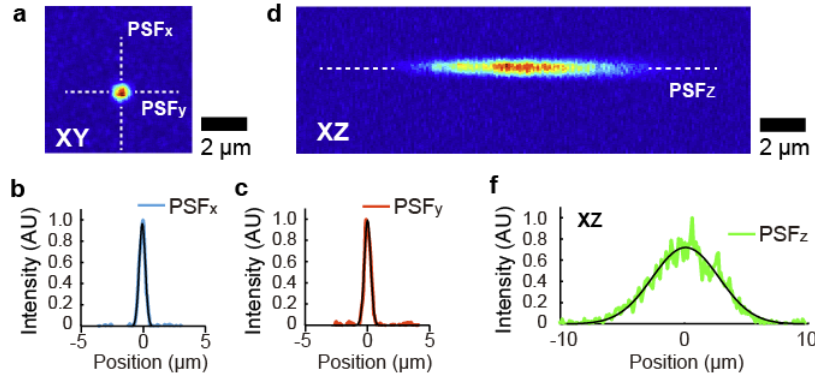 a
PSFx
PSFy
XY
2 µm
d
PSFz
XZ
2 µm
b
PSFx
Intensity (AU)
1.0
0.8
0.6
0.4
0.2
0
-5
0
5
Position (µm)
c
PSFy
Intensity (AU)
1.0
0.8
0.6
0.4
0.2
0
-5
0
5
Position (µm)
f
XZ
PSFz
Intensity (AU)
1.0
0.8
0.6
0.4
0.2
0
-10
0
10
Position (µm)